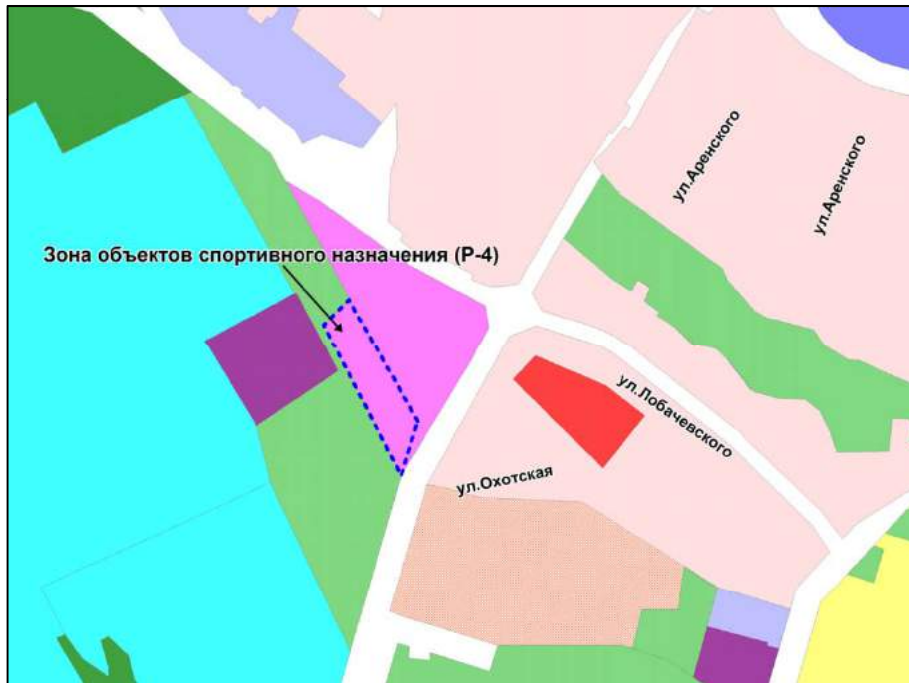 ул.Аренского
ул.Аренского
Зона объектов спортивного назначения (Р-4)
ул.Лобачевского
ул.Охотская